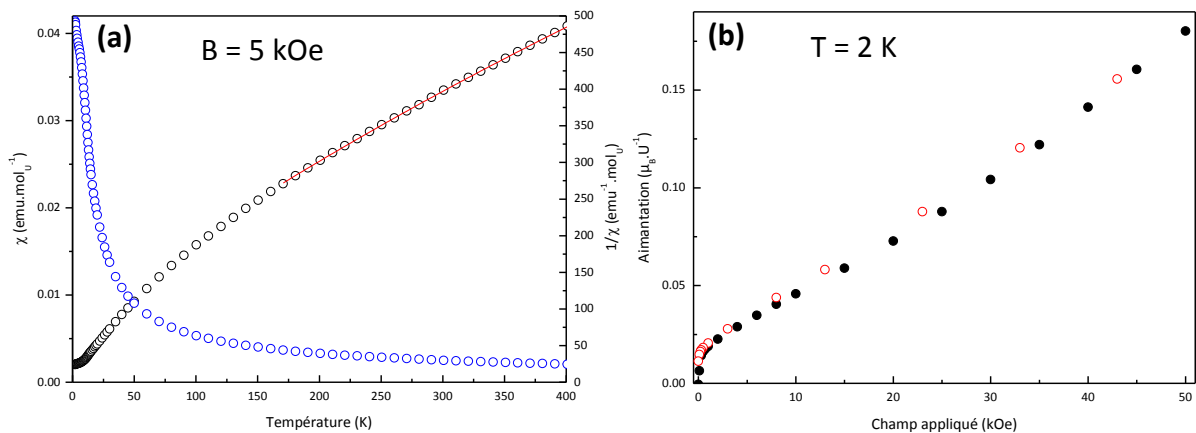 (a)
B = 5 kOe
0.04
0.03
0.02
0.01
0.00
χ (emu.mol_U^-1)
500
450
400
350
300
250
200
150
100
50
0
1/χ (emu^-1.mol_U)
0 50 100 150 200 250 300 350 400
Température (K)
(b)
T = 2 K
0.15
0.10
0.05
0.00
Aimantation (μ_B.U^-1)
0 10 20 30 40 50
Champ appliqué (kOe)